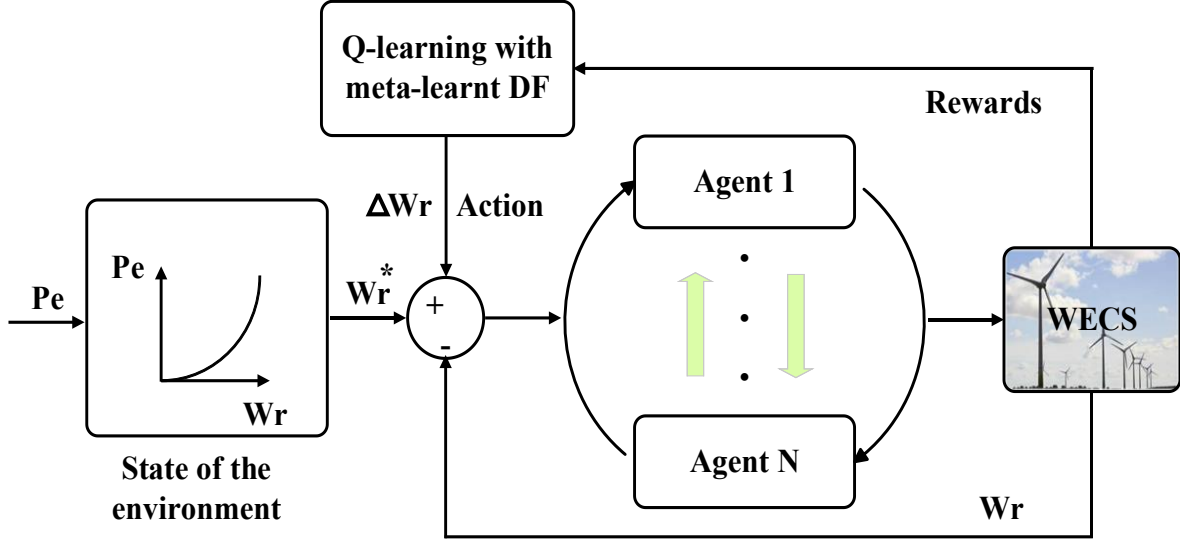 Q-learning with
meta-learnt DF
Rewards
Agent 1
ΔWr Action
Pe
Pe
Wr
Wr*
+
-
WECS
Agent N
State of the
environment
Wr